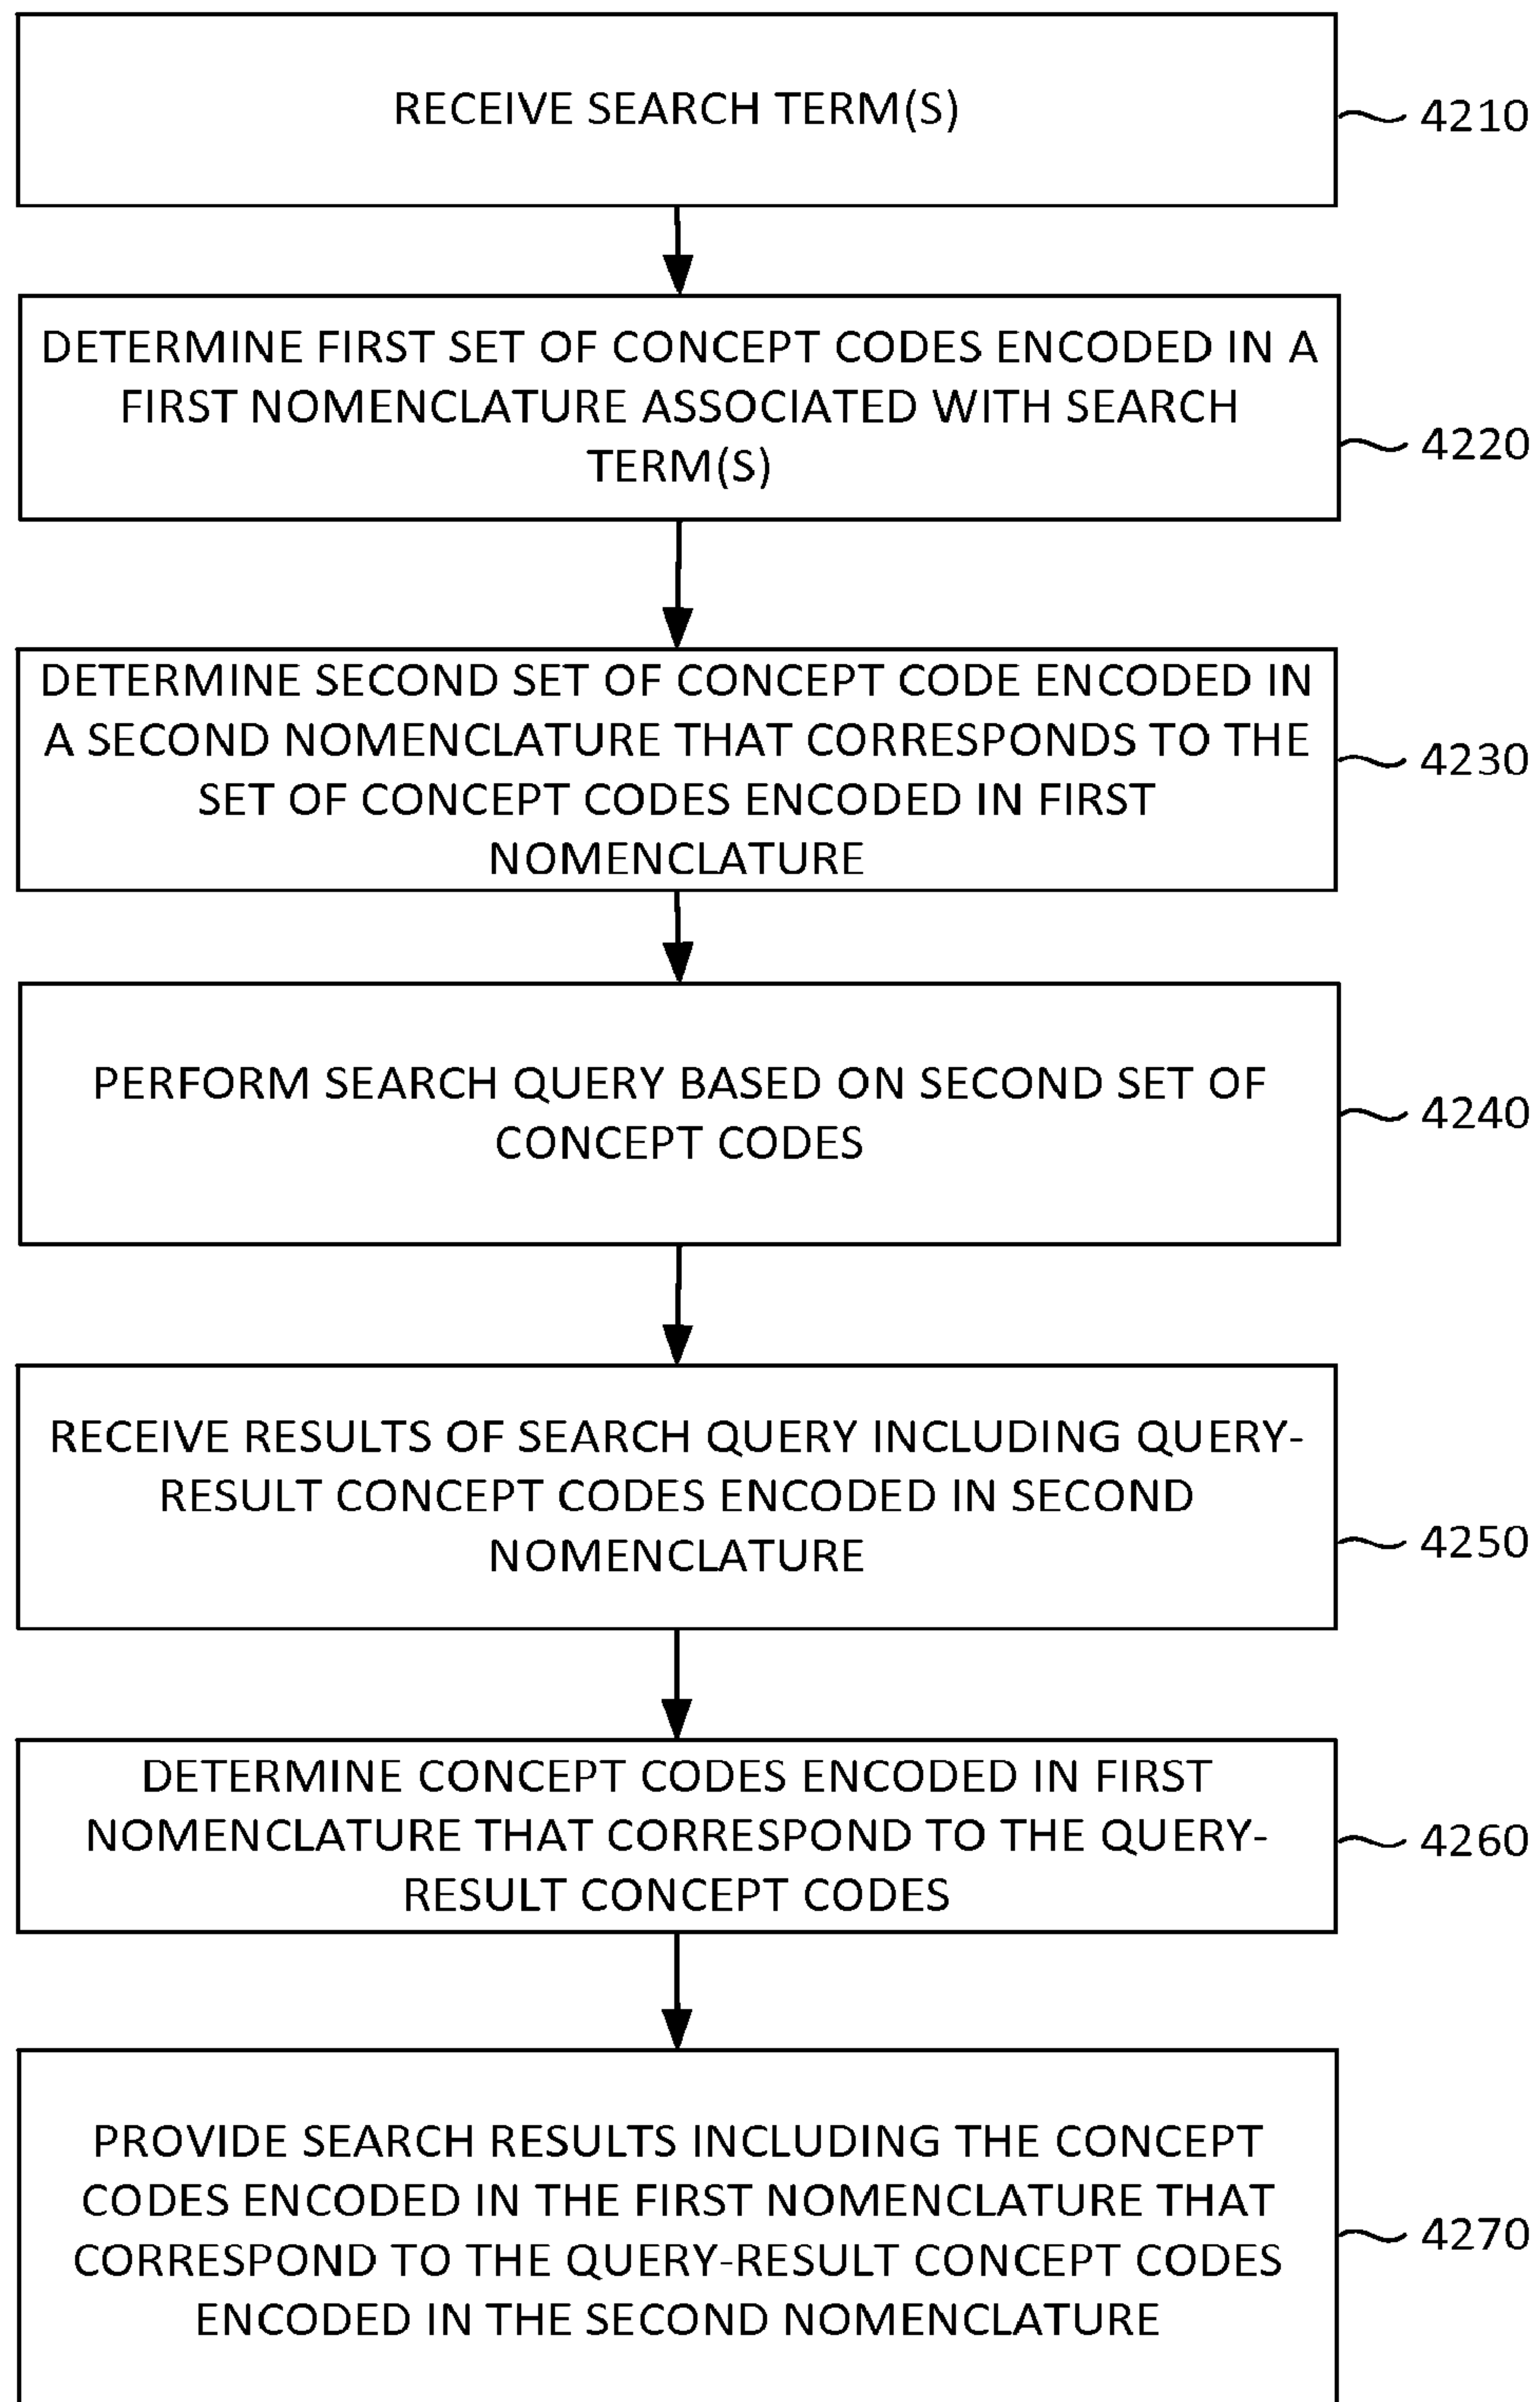 RECEIVE SEARCH TERM(S)
4210
DETERMINE FIRST SET OF CONCEPT CODES ENCODED IN A
FIRST NOMENCLATURE ASSOCIATED WITH SEARCH
TERM(S)
4220
DETERMINE SECOND SET OF CONCEPT CODE ENCODED IN
A SECOND NOMENCLATURE THAT CORRESPONDS TO THE
SET OF CONCEPT CODES ENCODED IN FIRST
NOMENCLATURE
4230
PERFORM SEARCH QUERY BASED ON SECOND SET OF
CONCEPT CODES
4240
RECEIVE RESULTS OF SEARCH QUERY INCLUDING QUERY-
RESULT CONCEPT CODES ENCODED IN SECOND
NOMENCLATURE
4250
DETERMINE CONCEPT CODES ENCODED IN FIRST
NOMENCLATURE THAT CORRESPOND TO THE QUERY-
RESULT CONCEPT CODES
4260
PROVIDE SEARCH RESULTS INCLUDING THE CONCEPT
CODES ENCODED IN THE FIRST NOMENCLATURE THAT
CORRESPOND TO THE QUERY-RESULT CONCEPT CODES
ENCODED IN THE SECOND NOMENCLATURE
4270